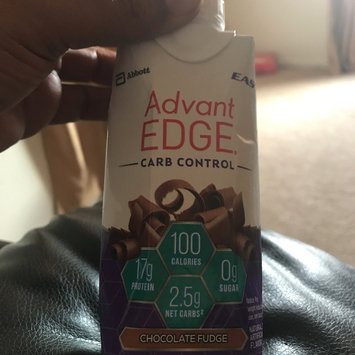 Abbott
EAS
Advant
EDGE®
CARB CONTROL
100
CALORIES
17g
PROTEIN
0g
SUGAR
2.5g
NET CARBS‡
CHOCOLATE FUDGE